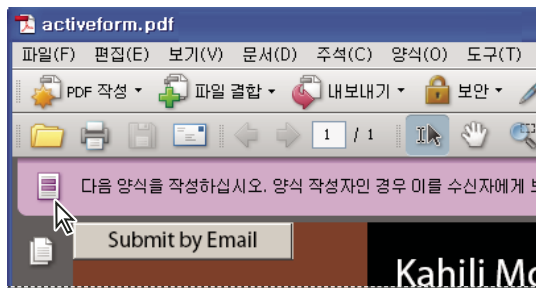 activeform.pdf
파일(F) 편집(E) 보기(V) 문서(D) 주석(C) 양식(O) 도구(T)
PDF 작성 파일 결합 내보내기 보안
1 / 1
다음 양식을 작성하십시오. 양식 작성자인 경우 이를 수신자에게
Submit by Email
Kahili